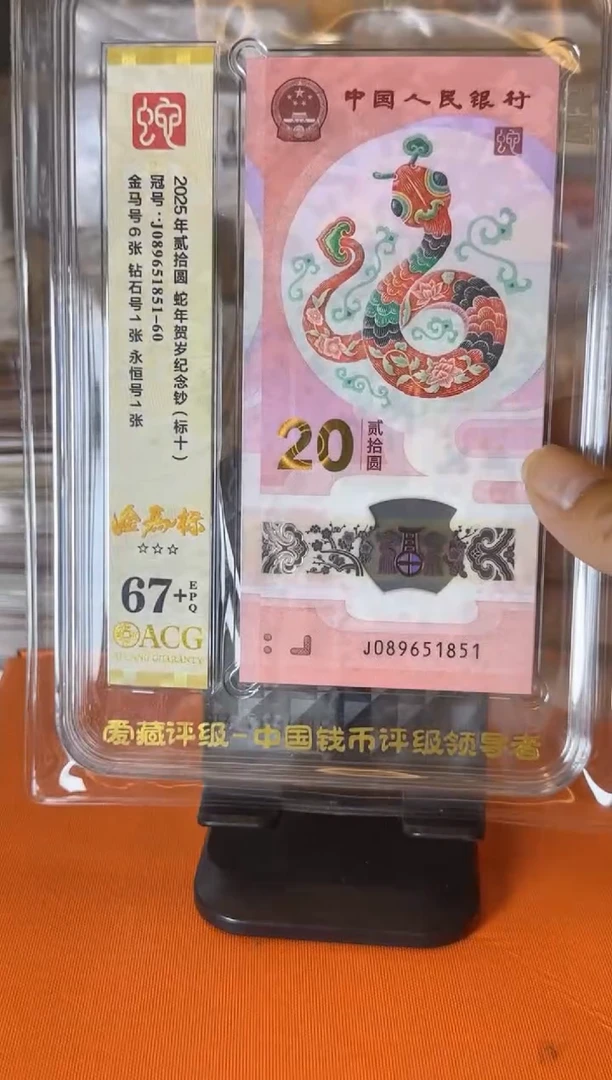 蛇
2025年贰拾圆 蛇年贺岁纪念钞(标十)
冠号:J089651851-60
金马号6张 钻石号1张 永恒号1张
金马标
☆☆☆
67+EPQ
ACG
中国人民银行
蛇
20 贰拾圆
J089651851
爱藏评级-中国钱币评级领导者